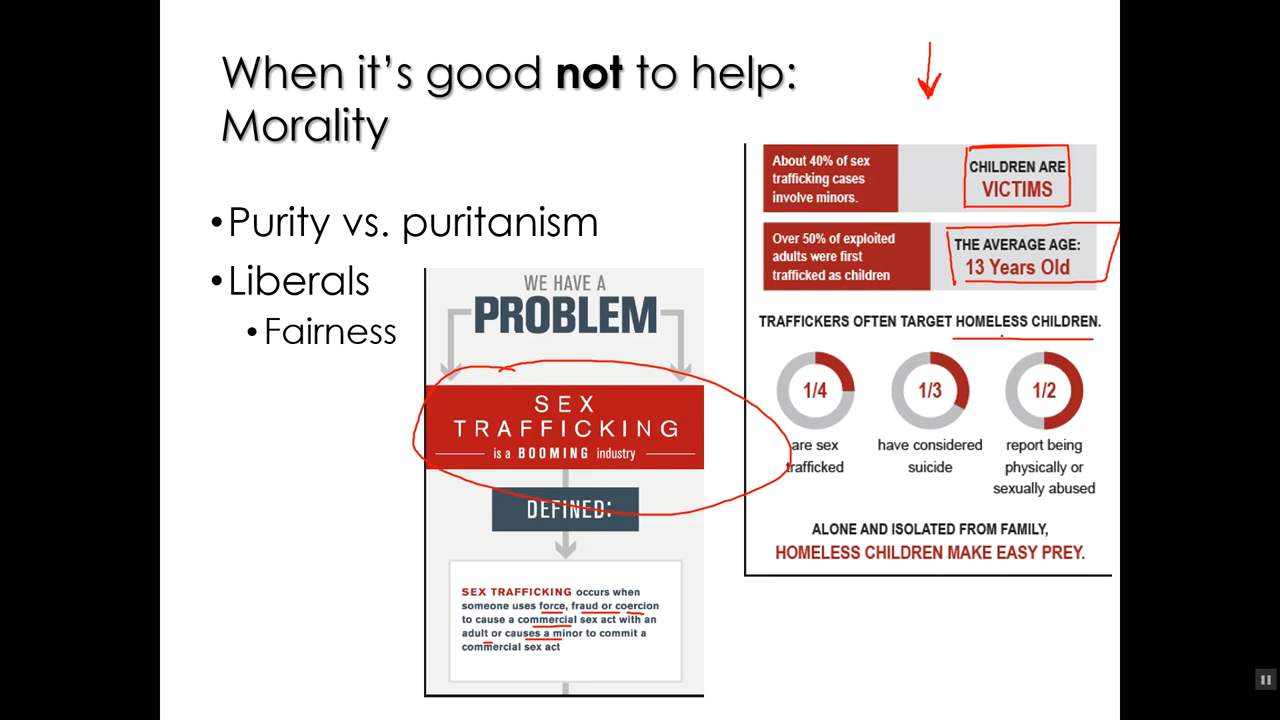 When it's good not to help:
Morality
•Purity vs. puritanism
•Liberals
•Fairness
WE HAVE A
PROBLEM
SEX
TRAFFICKING
is a BOOMING industry
DEFINED:
SEX TRAFFICKING occurs when
someone uses force, fraud or coercion
to cause a commercial sex act with an
adult or causes a minor to commit a
commercial sex act
About 40% of sex
trafficking cases
involve minors.
CHILDREN ARE
VICTIMS
Over 50% of exploited
adults were first
trafficked as children
THE AVERAGE AGE:
13 Years Old
TRAFFICKERS OFTEN TARGET HOMELESS CHILDREN.
1/4
are sex
trafficked
1/3
have considered
suicide
1/2
report being
physically or
sexually abused
ALONE AND ISOLATED FROM FAMILY,
HOMELESS CHILDREN MAKE EASY PREY.